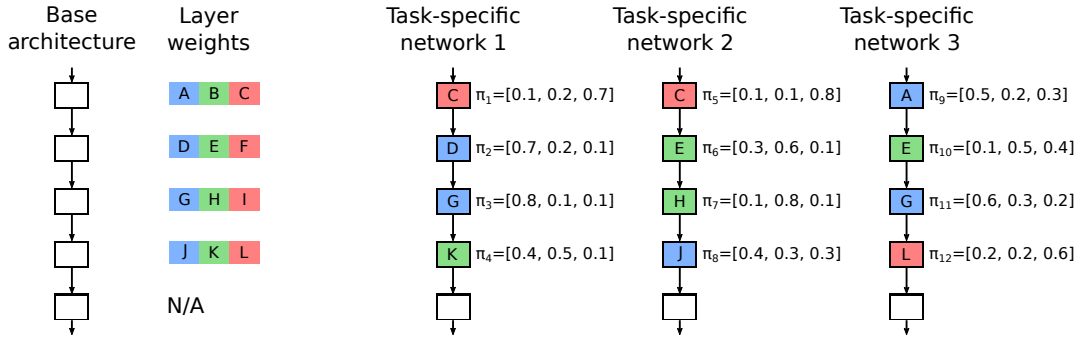 Base
architecture
Layer
weights
Task-specific
network 1
Task-specific
network 2
Task-specific
network 3
A B C C π1=[0.1, 0.2, 0.7] C π5=[0.1, 0.1, 0.8] A π9=[0.5, 0.2, 0.3]
D E F D π2=[0.7, 0.2, 0.1] E π6=[0.3, 0.6, 0.1] E π10=[0.1, 0.5, 0.4]
G H I G π3=[0.8, 0.1, 0.1] H π7=[0.1, 0.8, 0.1] G π11=[0.6, 0.3, 0.2]
J K L K π4=[0.4, 0.5, 0.1] J π8=[0.4, 0.3, 0.3] L π12=[0.2, 0.2, 0.6]
N/A